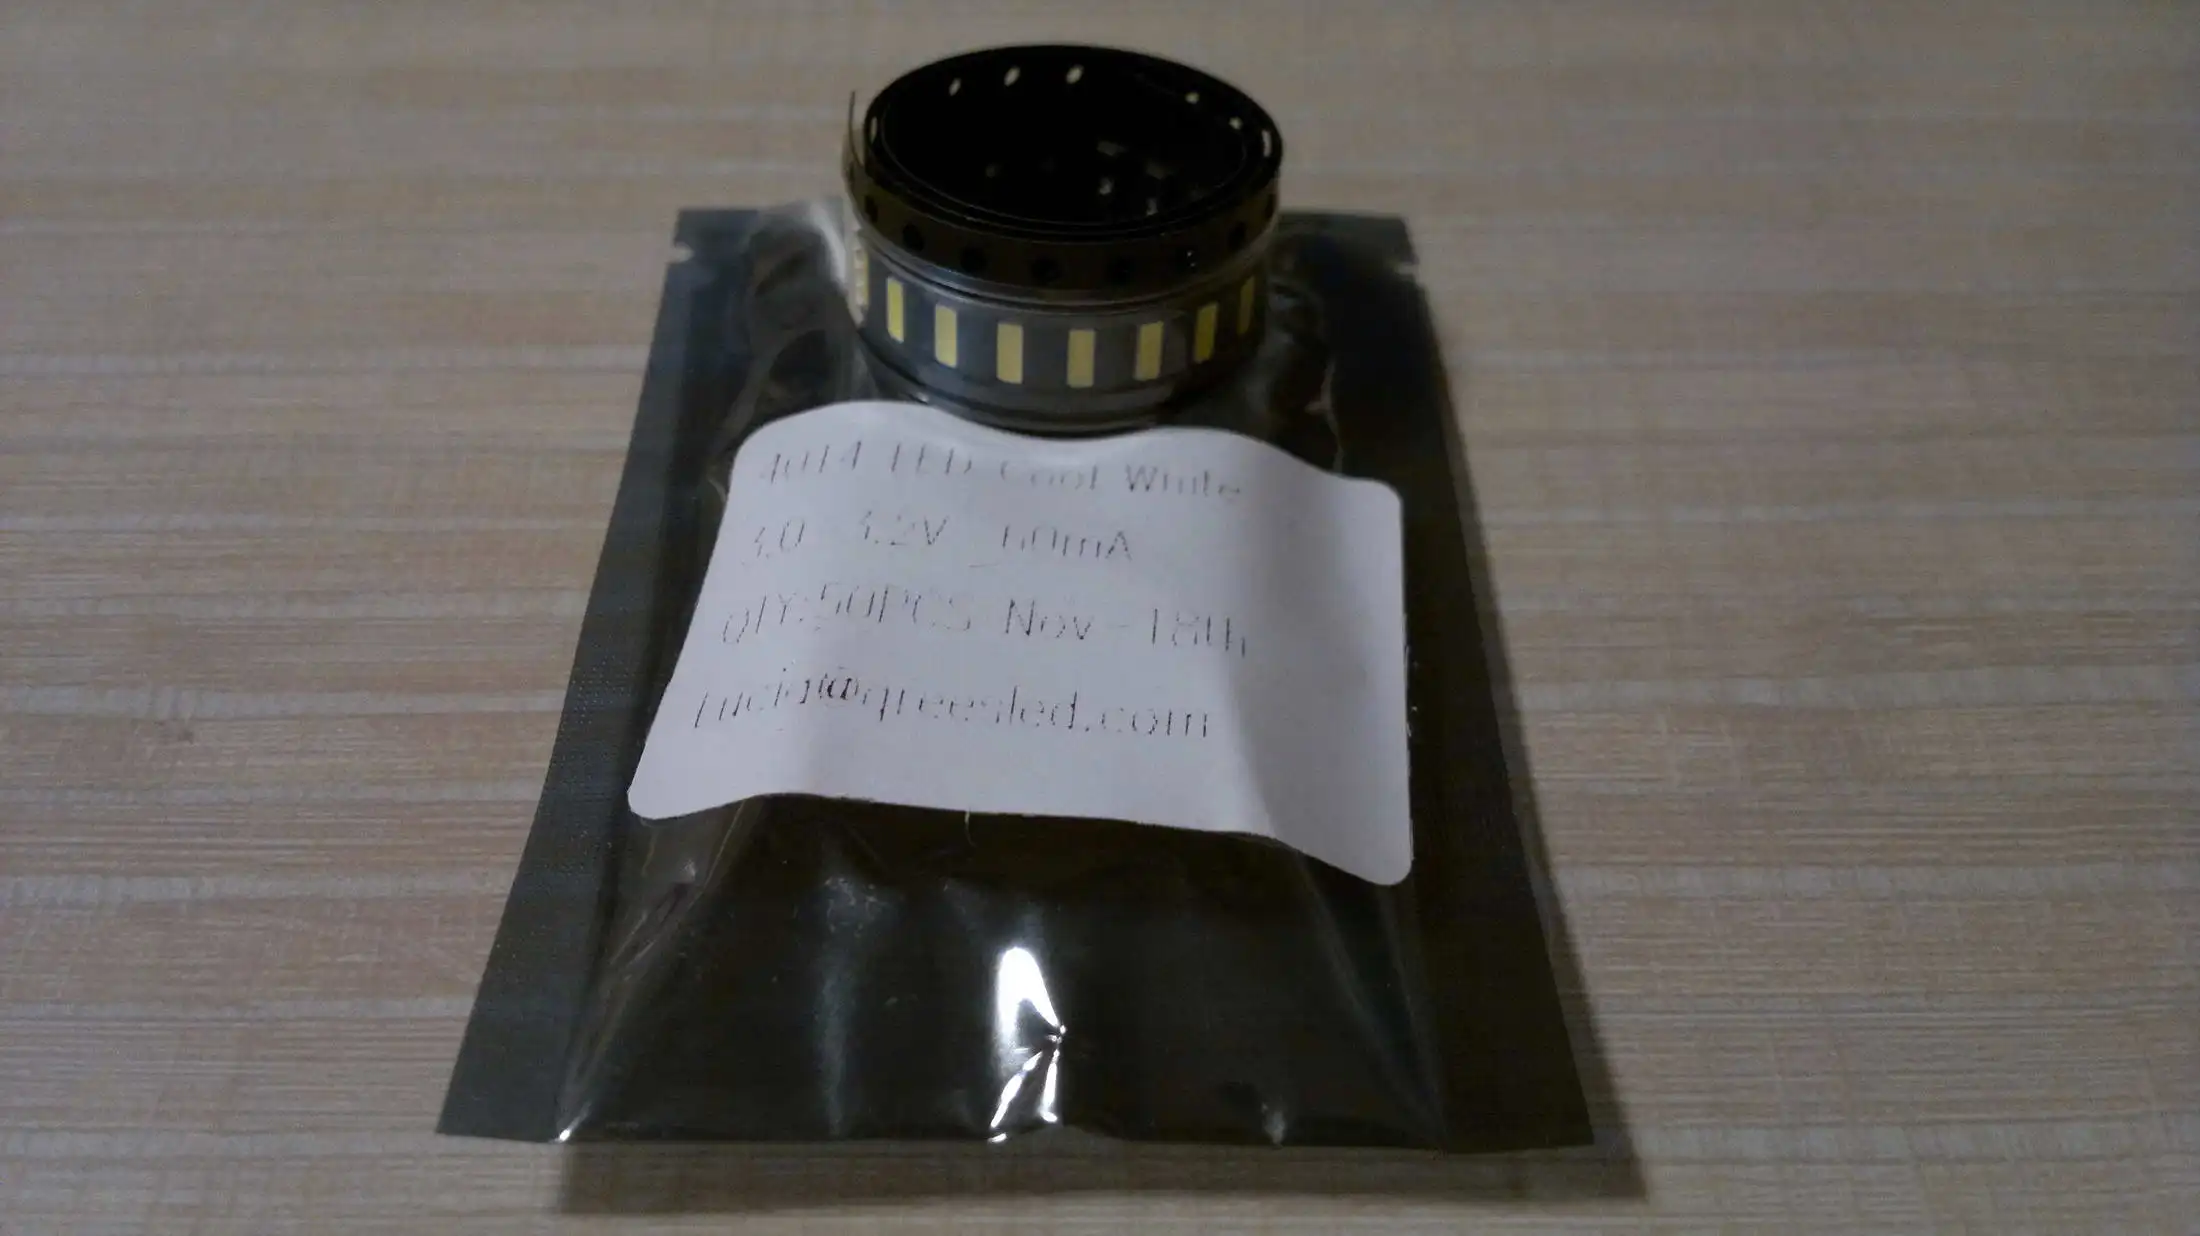 4014 LED Cool White
3.0 3.2V 60mA
QTY:50PCS Nov-18th